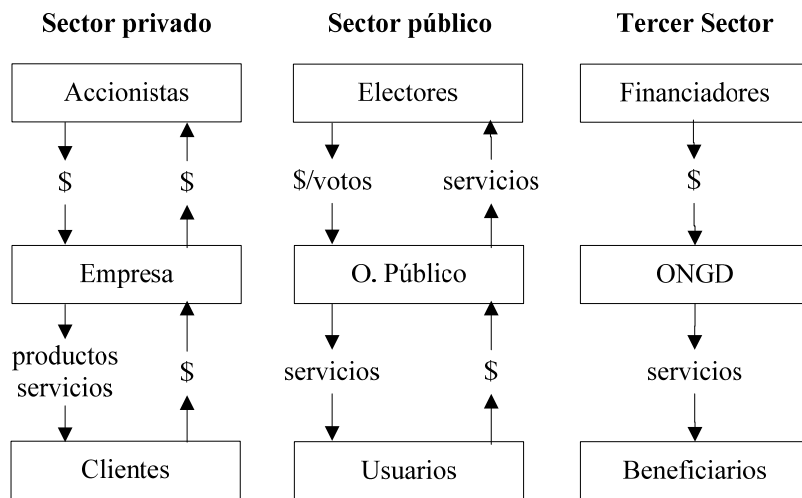 Sector privado
Sector público
Tercer Sector
Accionistas
Electores
Financiadores
$
$
$/votos
servicios
$
Empresa
O. Público
ONGD
productos
servicios
$
servicios
$
servicios
Clientes
Usuarios
Beneficiarios